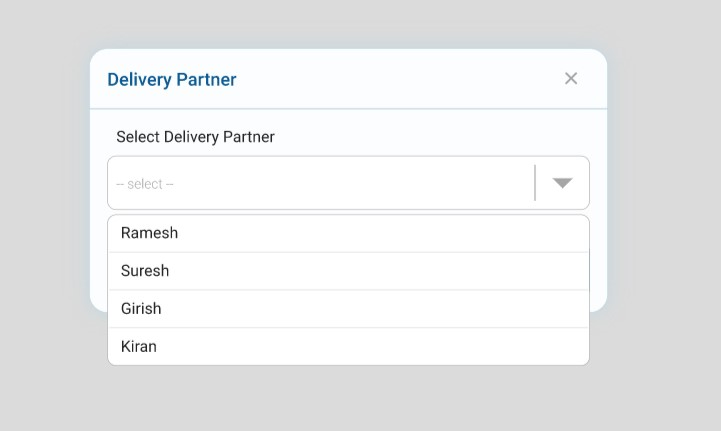 Delivery Partner
Select Delivery Partner
-- select --
Ramesh
Suresh
Girish
Kiran